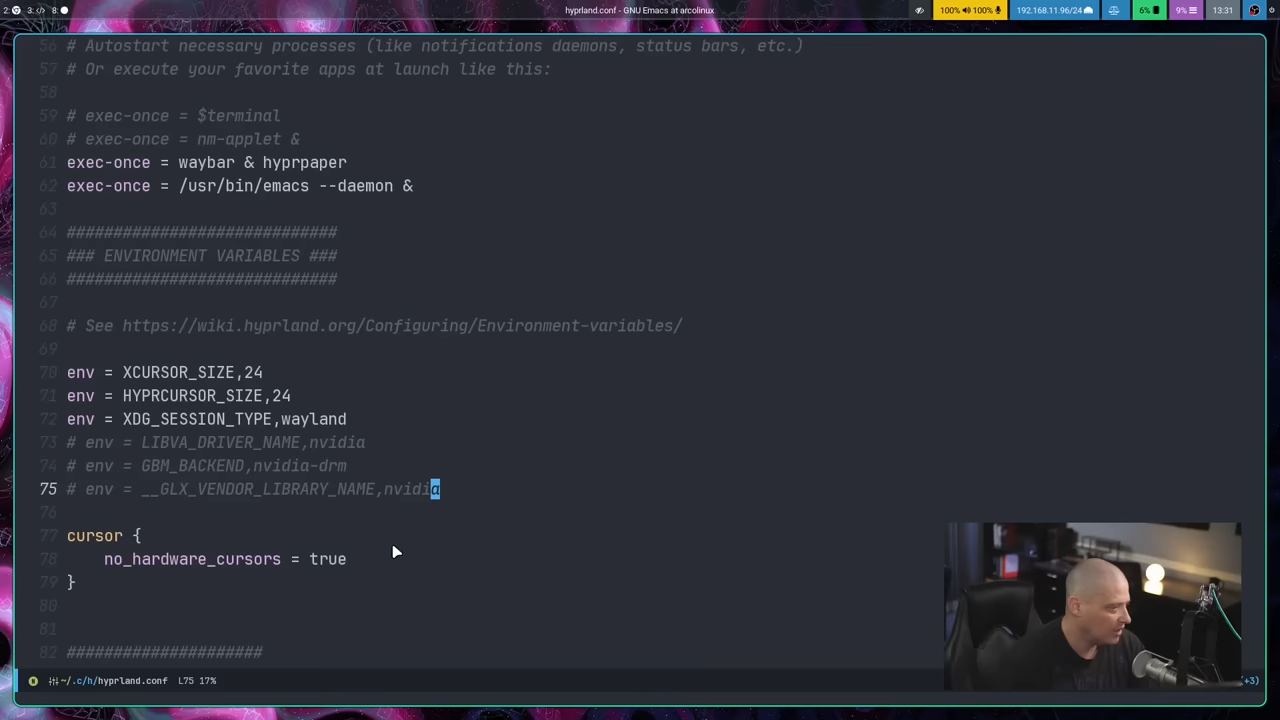 2: 3: </> 8: hyprland.conf - GNU Emacs at arcolinux 100% 100% 192.168.11.96/24 6% 9% 13:31
56 # Autostart necessary processes (like notifications daemons, status bars, etc.)
57 # Or execute your favorite apps at launch like this:
58
59 # exec-once = $terminal
60 # exec-once = nm-applet &
61 exec-once = waybar & hyprpaper
62 exec-once = /usr/bin/emacs --daemon &
63
64 #############################
65 ### ENVIRONMENT VARIABLES ###
66 #############################
67
68 # See https://wiki.hyprland.org/Configuring/Environment-variables/
69
70 env = XCURSOR_SIZE,24
71 env = HYPRCURSOR_SIZE,24
72 env = XDG_SESSION_TYPE,wayland
73 # env = LIBVA_DRIVER_NAME,nvidia
74 # env = GBM_BACKEND,nvidia-drm
75 # env = __GLX_VENDOR_LIBRARY_NAME,nvidia
76
77 cursor {
78 no_hardware_cursors = true
79 }
80
81
82 #####################
N ~/.c/h/hyprland.conf L75 17% (+3)